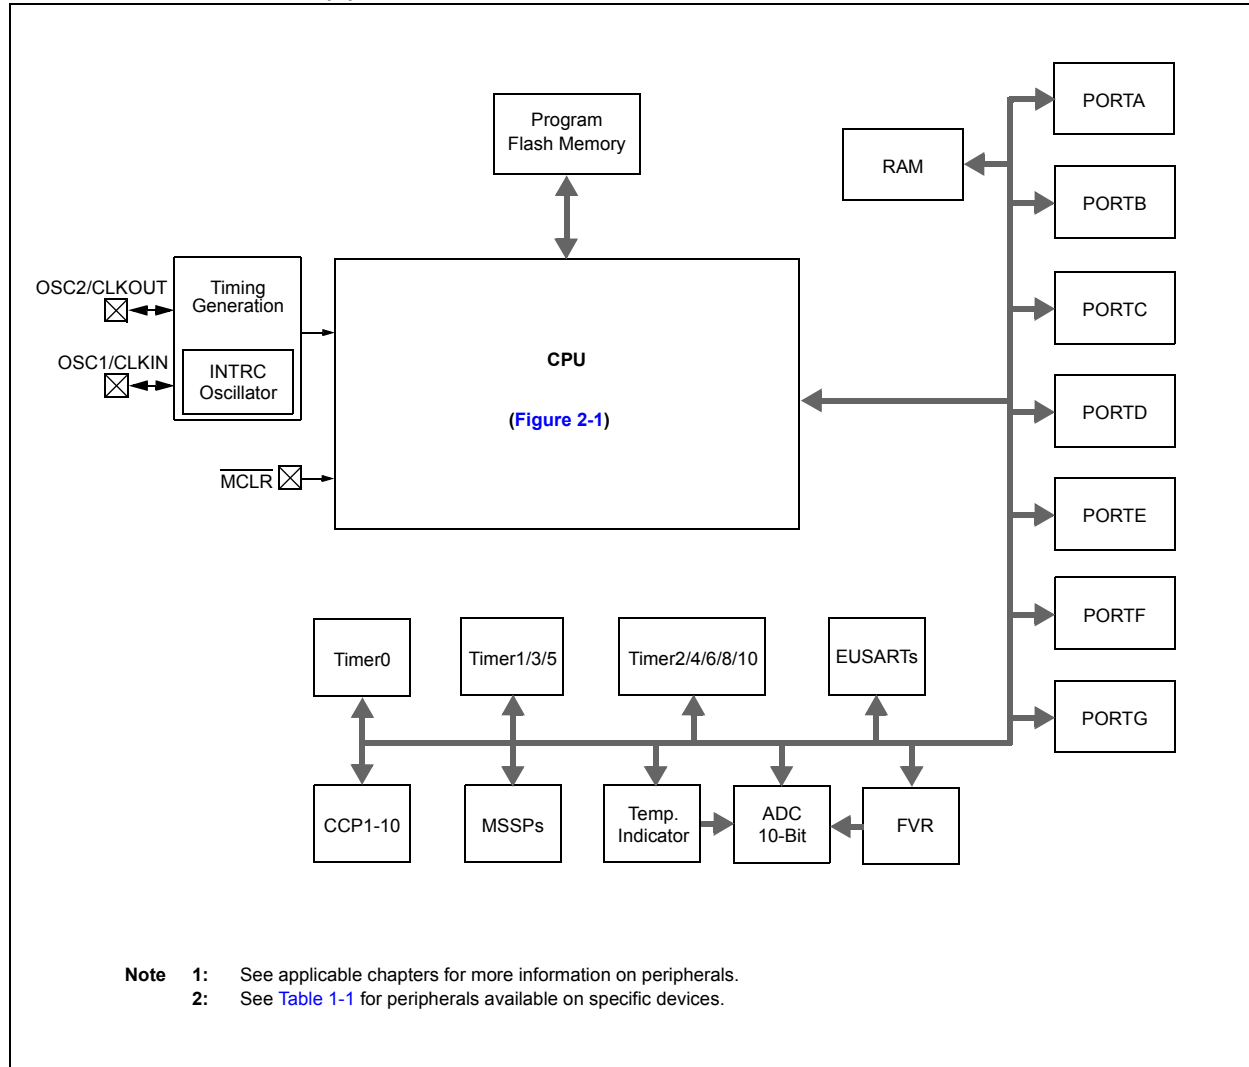 Program
Flash Memory
PORTA
RAM
PORTB
OSC2/CLKOUT
Timing
Generation
OSC1/CLKIN
INTRC
Oscillator
CPU
(Figure 2-1)
MCLR
PORTC
PORTD
PORTE
PORTF
PORTG
Timer0
Timer1/3/5
Timer2/4/6/8/10
EUSARTs
CCP1-10
MSSPs
Temp.
Indicator
ADC
10-Bit
FVR
Note 1: See applicable chapters for more information on peripherals.
2: See Table 1-1 for peripherals available on specific devices.